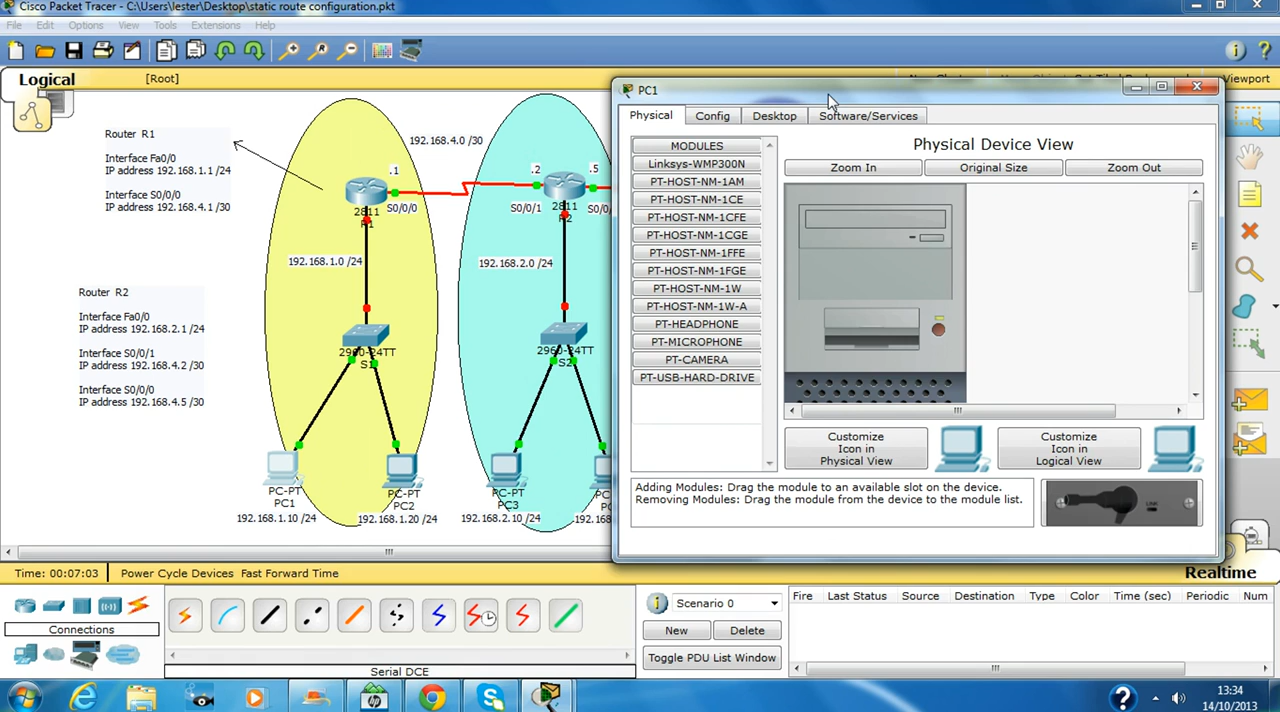 Cisco Packet Tracer - C:\Users\lester\Desktop\static route configuration.pkt
File Edit Options View Tools Extensions Help
Logical
[Root]
Viewport
Router R1
Interface Fa0/0
IP address 192.168.1.1 /24
Interface S0/0/0
IP address 192.168.4.1 /30
Router R2
Interface Fa0/0
IP address 192.168.2.1 /24
Interface S0/0/1
IP address 192.168.4.2 /30
Interface S0/0/0
IP address 192.168.4.5 /30
192.168.4.0 /30
.1
.2
.5
2811
R1
S0/0/0
S0/0/1
2811
R2
S0/0/
192.168.1.0 /24
192.168.2.0 /24
2960-24TT
S1
2960-24TT
S2
PC-PT
PC1
192.168.1.10 /24
PC-PT
PC2
192.168.1.20 /24
PC-PT
PC3
192.168.2.10 /24
192.168
PC1
Physical Config Desktop Software/Services
MODULES
Linksys-WMP300N
PT-HOST-NM-1AM
PT-HOST-NM-1CE
PT-HOST-NM-1CFE
PT-HOST-NM-1CGE
PT-HOST-NM-1FFE
PT-HOST-NM-1FGE
PT-HOST-NM-1W
PT-HOST-NM-1W-A
PT-HEADPHONE
PT-MICROPHONE
PT-CAMERA
PT-USB-HARD-DRIVE
Physical Device View
Zoom In Original Size Zoom Out
Customize
Icon in
Physical View
Customize
Icon in
Logical View
Adding Modules: Drag the module to an available slot on the device.
Removing Modules: Drag the module from the device to the module list.
Time: 00:07:03 Power Cycle Devices Fast Forward Time
Realtime
Connections
Serial DCE
Scenario 0
New Delete
Toggle PDU List Window
Fire Last Status Source Destination Type Color Time (sec) Periodic Num
13:34
14/10/2013